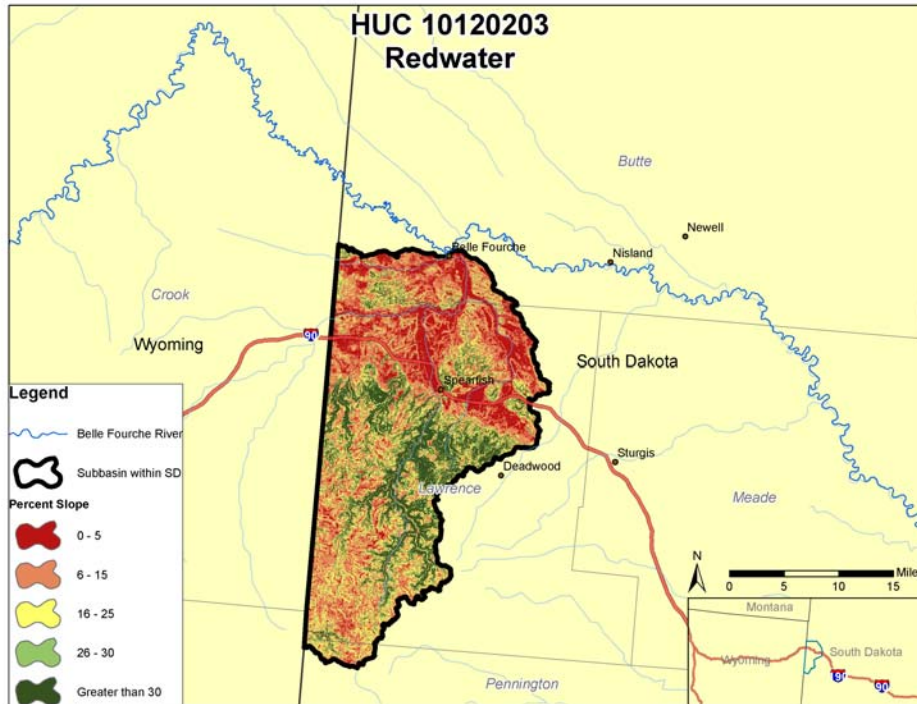 HUC 10120203
Redwater
Butte
Newell
Belle Fourche
Nisland
Crook
90
Wyoming
South Dakota
Spearfish
Legend
Belle Fourche River
Subbasin within SD
Percent Slope
0 - 5
6 - 15
16 - 25
26 - 30
Greater than 30
Sturgis
Deadwood
Lawrence
Meade
N
Miles
0 5 10 15
Montana
South Dakota
Wyoming
190
90
Pennington